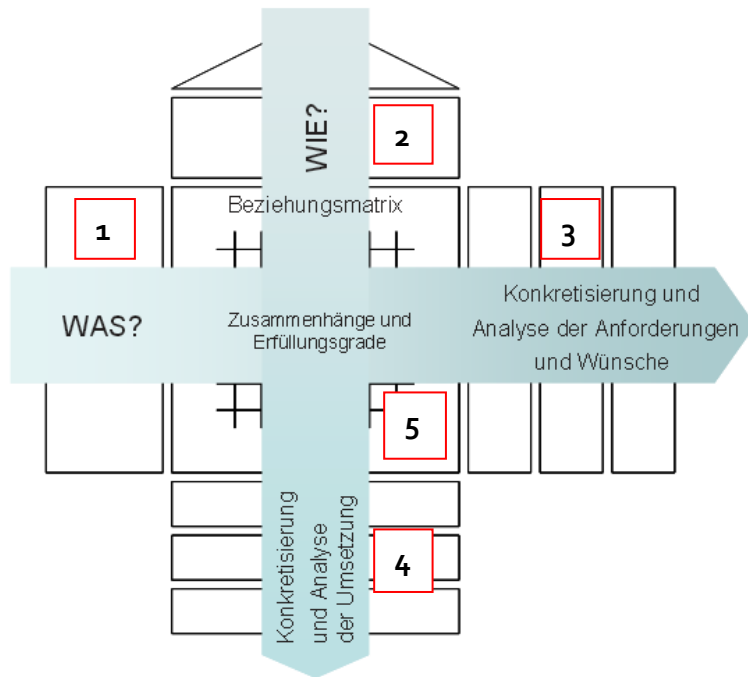 WIE?
2
Beziehungsmatrix
1
3
WAS?
Zusammenhänge und
Erfüllungsgrade
Konkretisierung und
Analyse der Anforderungen
und Wünsche
5
Konkretisierung
und Analyse
der Umsetzung
4